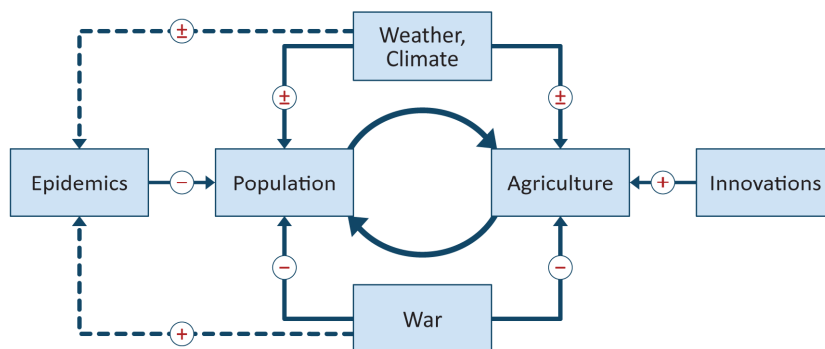 ±
Weather,
Climate
±
±
Epidemics
−
Population
Agriculture
+
Innovations
−
−
War
+